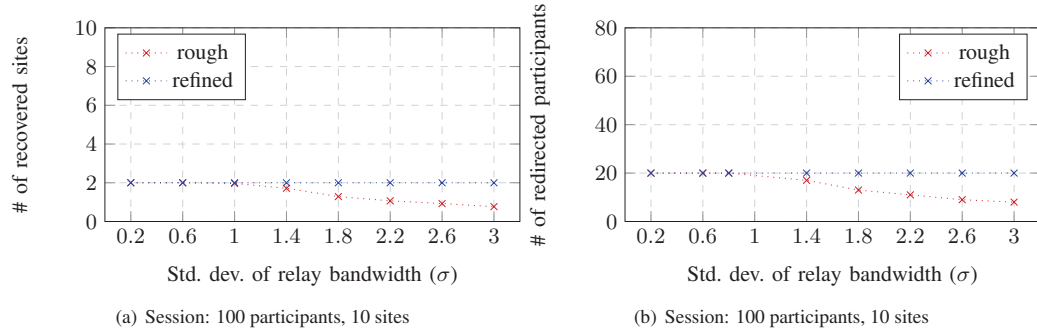 # of recovered sites
10
8
6
4
2
0
rough
refined
0.2 0.6 1 1.4 1.8 2.2 2.6 3
Std. dev. of relay bandwidth (σ)
(a) Session: 100 participants, 10 sites
# of redirected participants
80
60
40
20
0
rough
refined
0.2 0.6 1 1.4 1.8 2.2 2.6 3
Std. dev. of relay bandwidth (σ)
(b) Session: 100 participants, 10 sites